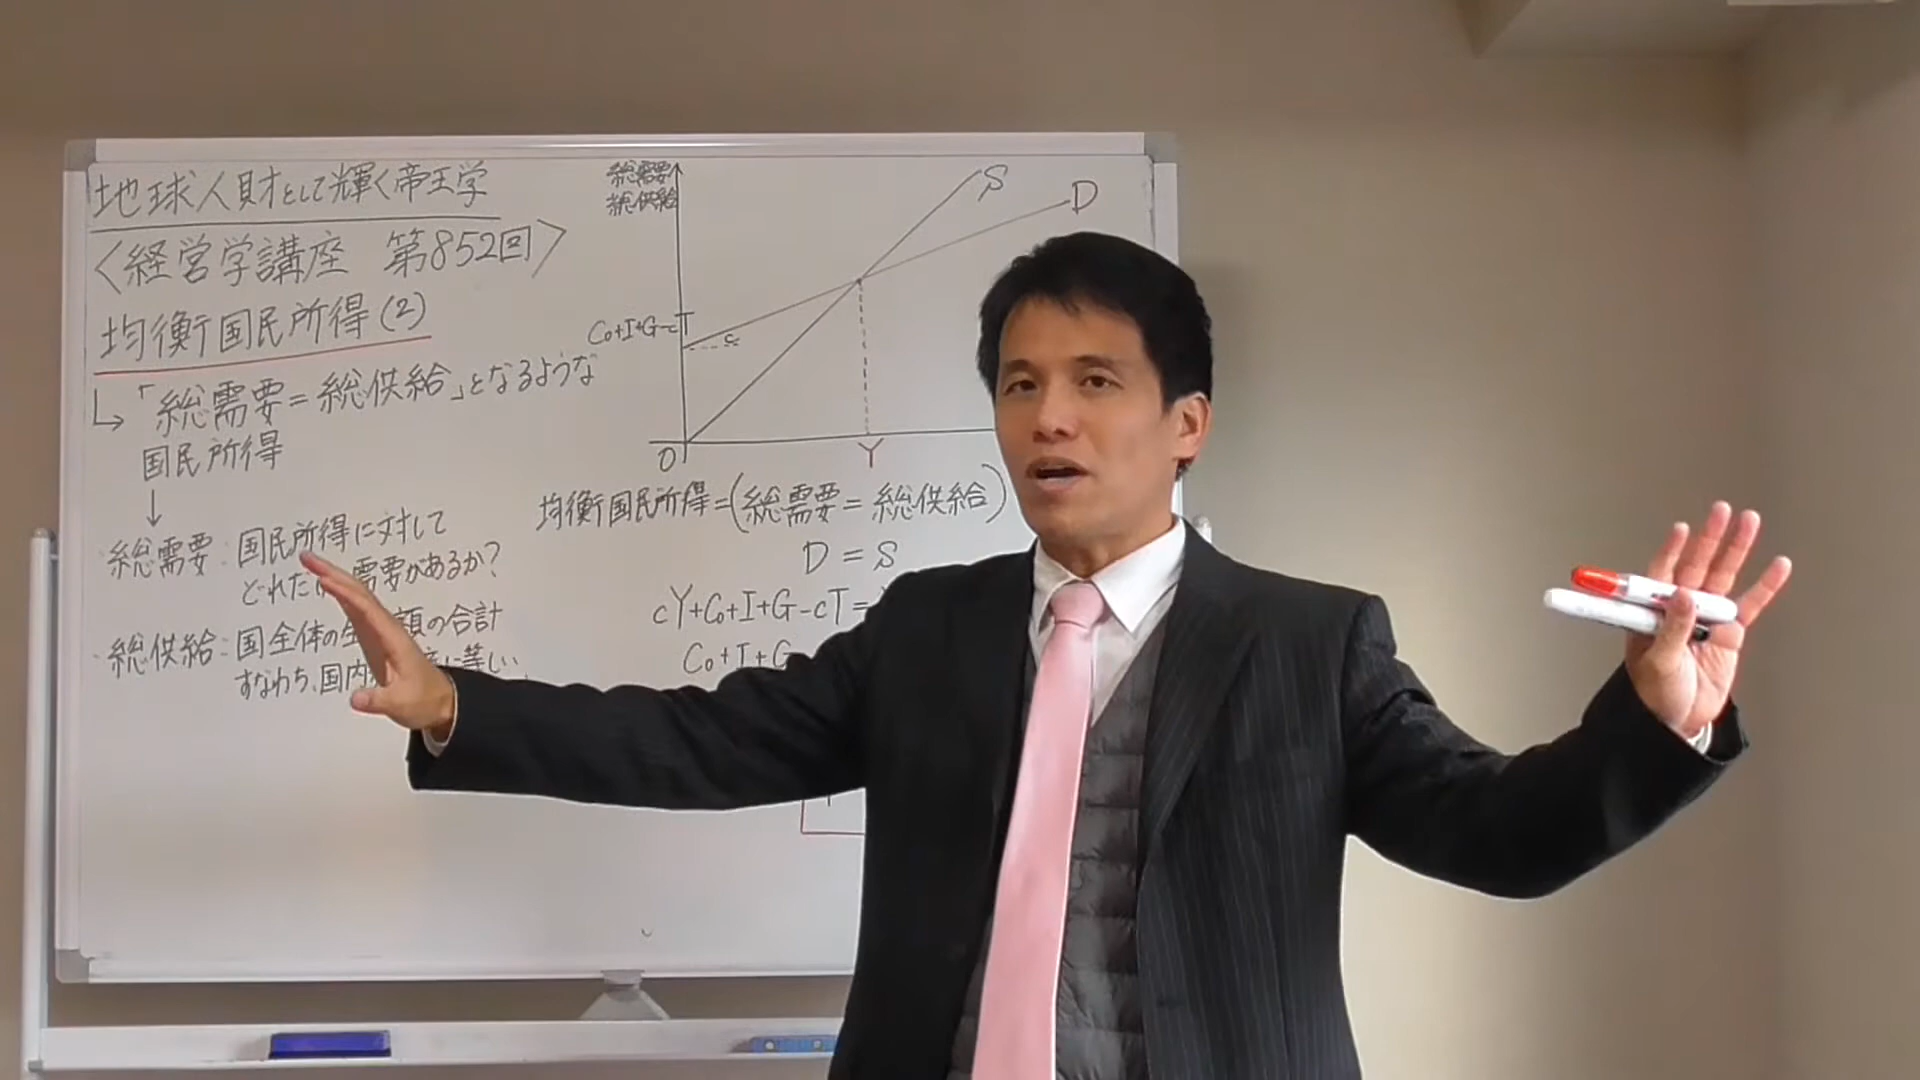 地球人財として輝く帝王学
〈経営学講座 第852回〉
均衡国民所得(2)
↳「総需要=総供給」となるような
国民所得
↓
・総需要:国民所得に対して
どれた 需要があるか?
・総供給:国全体の生 額の合計
すなわち、国内 に等しい
総需要
総供給
S
D
C₀+I+G-cT
c
O
Y
均衡国民所得=(総需要=総供給)
D=S
cY+C₀+I+G-cT=
C₀+I+G